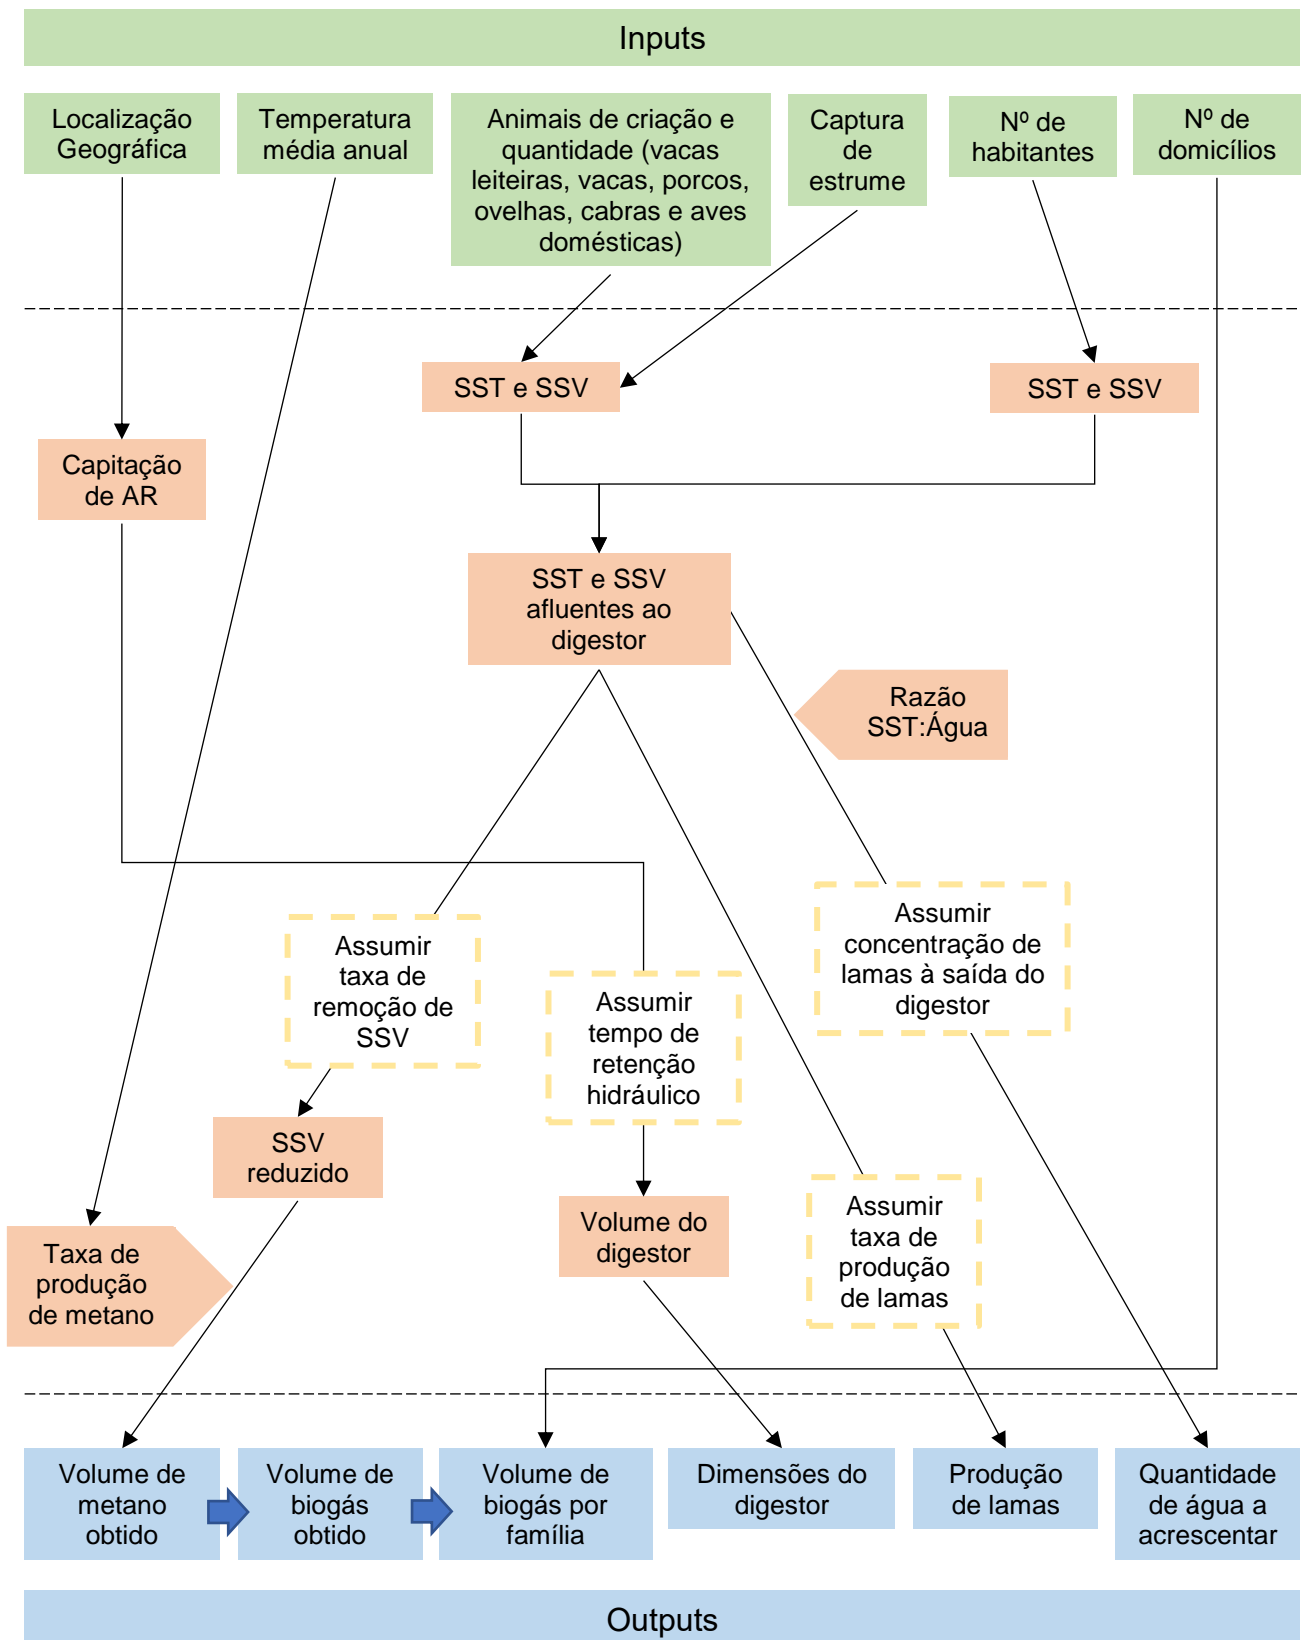 Inputs
Localização
Geográfica
Temperatura
média anual
Animais de criação e
quantidade (vacas
leiteiras, vacas, porcos,
ovelhas, cabras e aves
domésticas)
Captura
de
estrume
Nº de
habitantes
Nº de
domicílios
SST e SSV
SST e SSV
Capitação
de AR
SST e SSV
afluentes ao
digestor
Razão
SST:Água
Assumir
taxa de
remoção de
SSV
Assumir
tempo de
retenção
hidráulico
Assumir
concentração de
lamas à saída do
digestor
SSV
reduzido
Volume do
digestor
Assumir
taxa de
produção
de lamas
Taxa de
produção
de metano
Volume de
metano
obtido
Volume de
biogás
obtido
Volume de
biogás por
família
Dimensões do
digestor
Produção
de lamas
Quantidade
de água a
acrescentar
Outputs